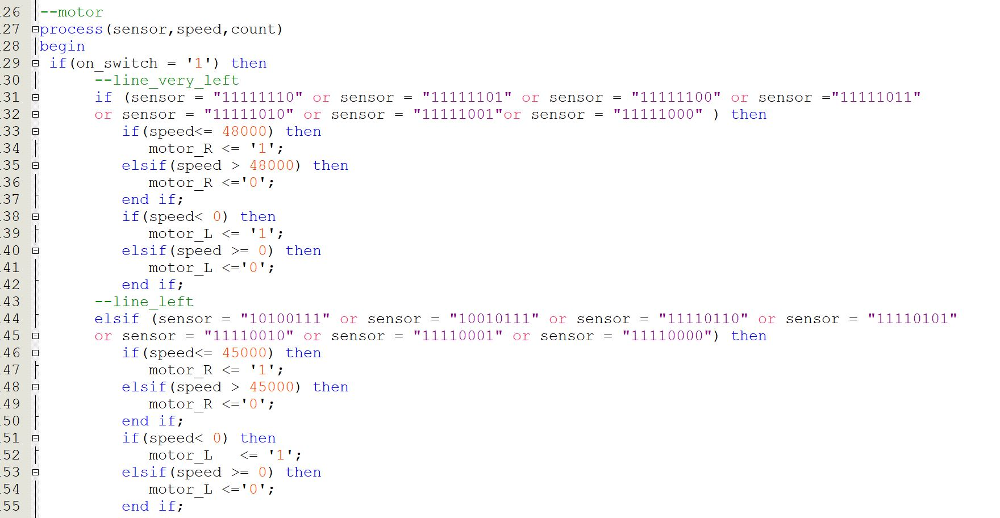 26 --motor
27 process(sensor,speed,count)
28 begin
29 if(on_switch = '1') then
30 --line_very_left
31 if (sensor = "11111110" or sensor = "11111101" or sensor = "11111100" or sensor ="11111011"
32 or sensor = "11111010" or sensor = "11111001"or sensor = "11111000" ) then
33 if(speed<= 48000) then
34 motor_R <= '1';
35 elsif(speed > 48000) then
36 motor_R <='0';
37 end if;
38 if(speed< 0) then
39 motor_L <= '1';
40 elsif(speed >= 0) then
41 motor_L <='0';
42 end if;
43 --line_left
44 elsif (sensor = "10100111" or sensor = "10010111" or sensor = "11110110" or sensor = "11110101"
45 or sensor = "11110010" or sensor = "11110001" or sensor = "11110000") then
46 if(speed<= 45000) then
47 motor_R <= '1';
48 elsif(speed > 45000) then
49 motor_R <='0';
50 end if;
51 if(speed< 0) then
52 motor_L   <= '1';
53 elsif(speed >= 0) then
54 motor_L <='0';
55 end if;